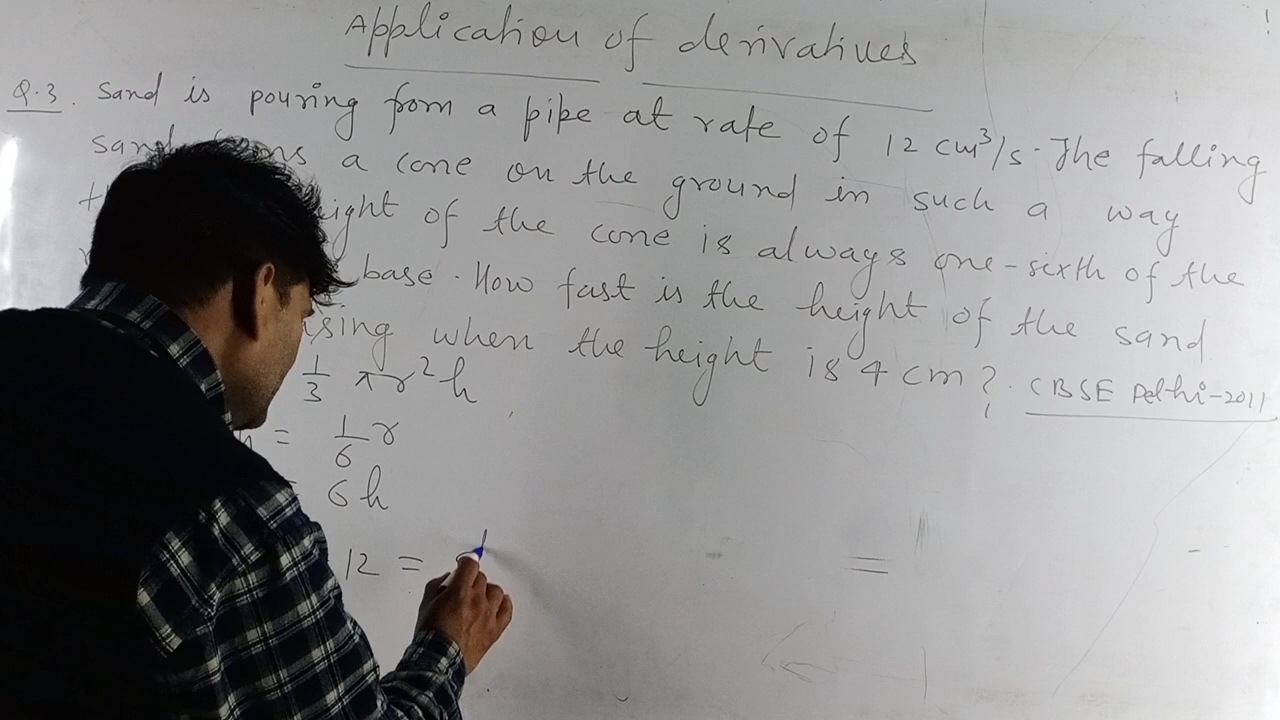 Application of derivatives
Q.3. Sand is pouring from a pipe at rate of 12 cm³/s. The falling
sand a cone on the ground in such a way
of the cone is always one-sixth of the
base. How fast is the height of the sand
when the height is 4 cm? CBSE Delhi-2011
1/3 πr²h
h = 1/6 r
6h
12 =
=